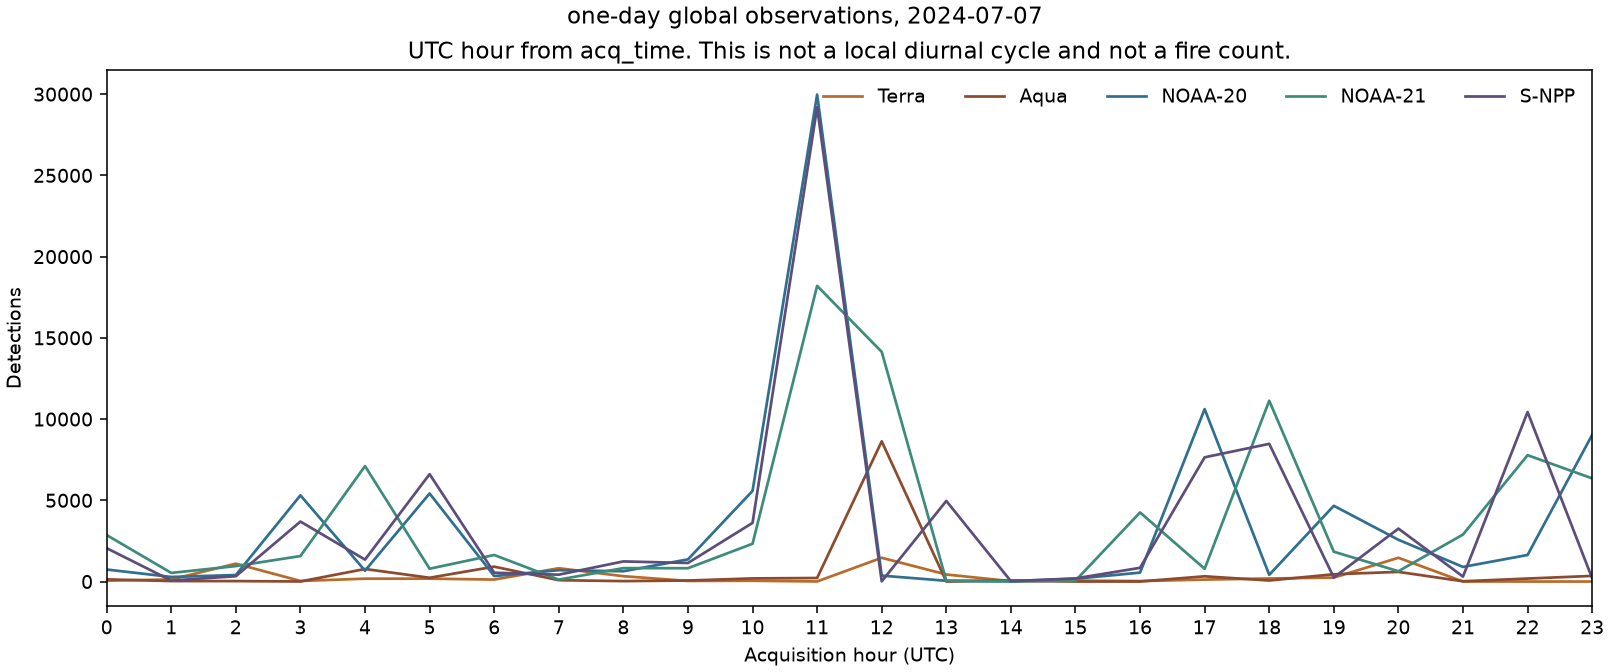 one-day global observations, 2024-07-07
UTC hour from acq_time. This is not a local diurnal cycle and not a fire count.
Terra Aqua NOAA-20 NOAA-21 S-NPP
30000
25000
20000
15000
10000
5000
0
Detections
0 1 2 3 4 5 6 7 8 9 10 11 12 13 14 15 16 17 18 19 20 21 22 23
Acquisition hour (UTC)